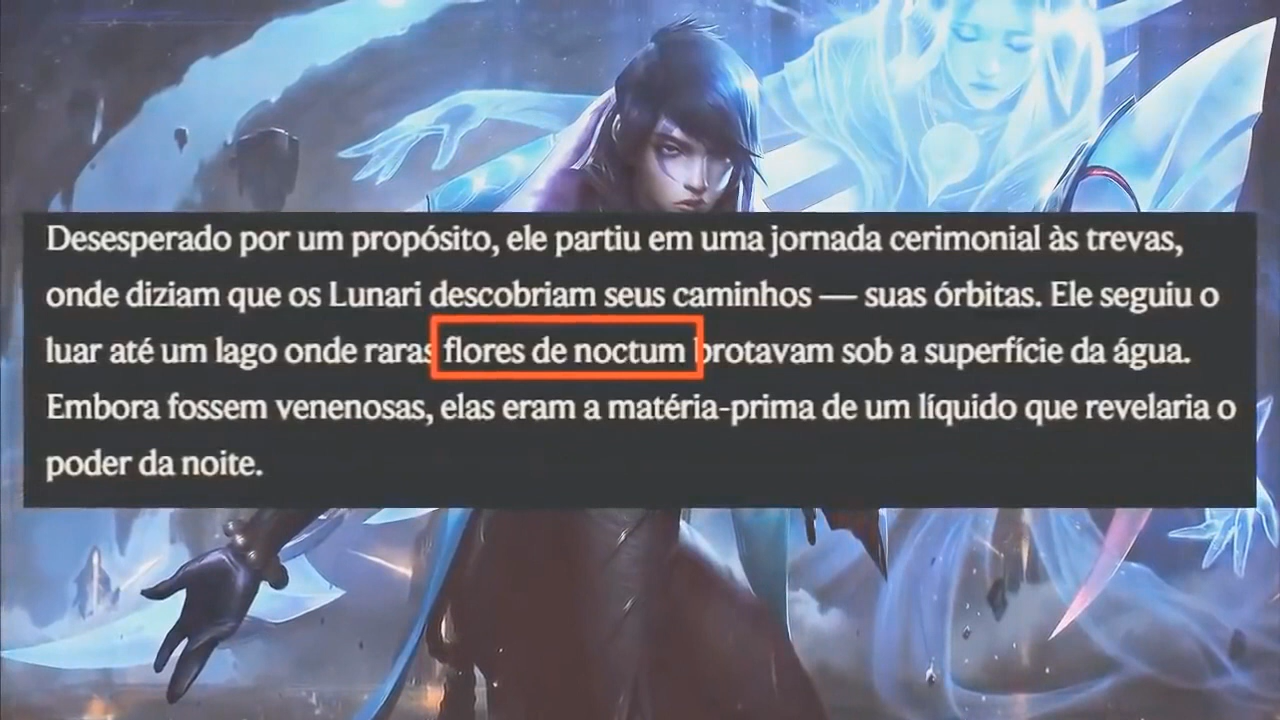 Desesperado por um propósito, ele partiu em uma jornada cerimonial às trevas,
onde diziam que os Lunari descobriam seus caminhos — suas órbitas. Ele seguiu o
luar até um lago onde raras flores de noctum brotavam sob a superfície da água.
Embora fossem venenosas, elas eram a matéria-prima de um líquido que revelaria o
poder da noite.